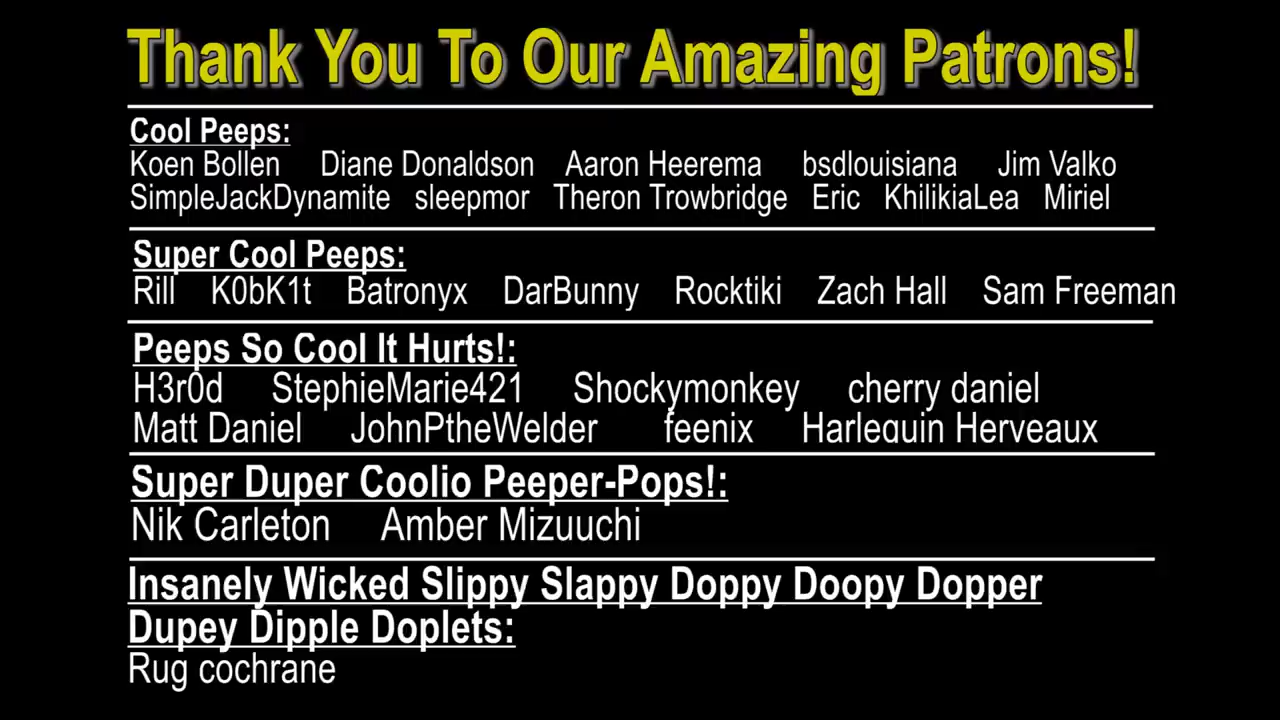 Thank You To Our Amazing Patrons!
Cool Peeps:
Koen Bollen Diane Donaldson Aaron Heerema bsdlouisiana Jim Valko
SimpleJackDynamite sleepmor Theron Trowbridge Eric KhilikiaLea Miriel
Super Cool Peeps:
Rill K0bK1t Batronyx DarBunny Rocktiki Zach Hall Sam Freeman
Peeps So Cool It Hurts!:
H3r0d StephieMarie421 Shockymonkey cherry daniel
Matt Daniel JohnPtheWelder feenix Harlequin Herveaux
Super Duper Coolio Peeper-Pops!:
Nik Carleton Amber Mizuuchi
Insanely Wicked Slippy Slappy Doppy Doopy Dopper
Dupey Dipple Doplets:
Rug cochrane